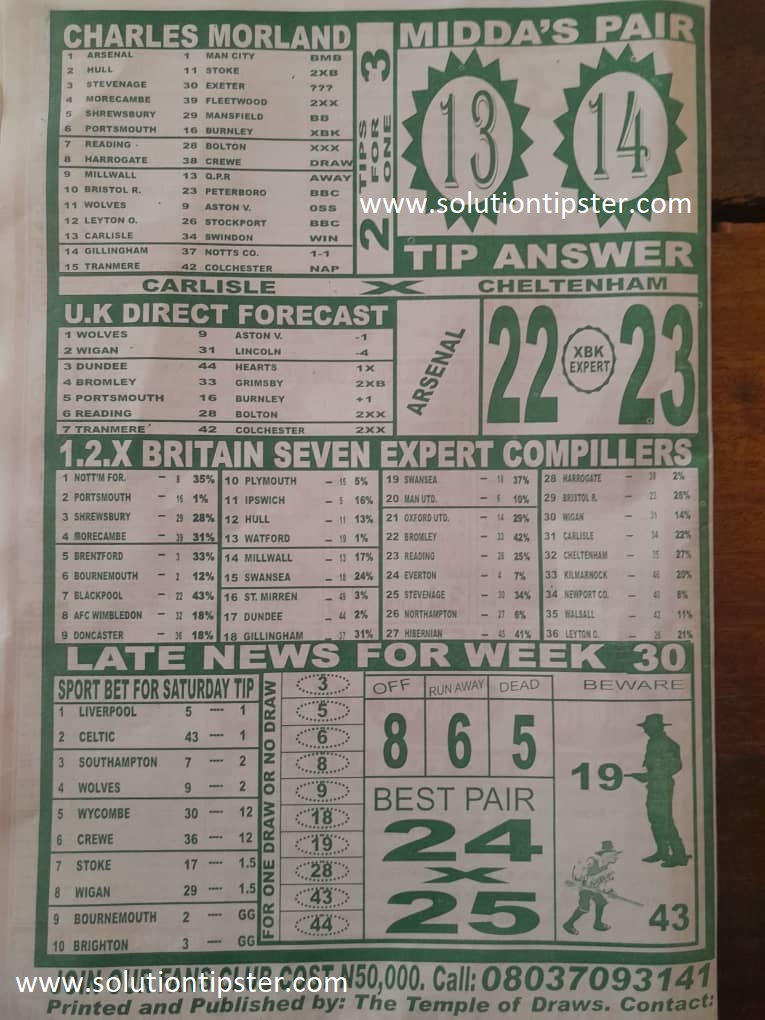 CHARLES MORLAND
1 ARSENAL 1 MAN CITY BMB
2 HULL 11 STOKE 2XB
3 STEVENAGE 30 EXETER ???
4 MORECAMBE 39 FLEETWOOD 2XX
5 SHREWSBURY 29 MANSFIELD BB
6 PORTSMOUTH 16 BURNLEY XBK
7 READING 28 BOLTON XXX
8 HARROGATE 38 CREWE DRAW
9 MILLWALL 13 Q.P.R AWAY
10 BRISTOL R. 23 PETERBORO BBC
11 WOLVES 9 ASTON V. OSS
12 LEYTON O. 26 STOCKPORT BBC
13 CARLISLE 34 SWINDON WIN
14 GILLINGHAM 37 NOTTS CO. 1-1
15 TRANMERE 42 COLCHESTER NAP
2 TIPS FOR ONE 3
MIDDA'S PAIR
13 14
www.solutiontipster.com
TIP ANSWER
CARLISLE X CHELTENHAM
U.K DIRECT FORECAST
1 WOLVES 9 ASTON V. -1
2 WIGAN 31 LINCOLN -4
3 DUNDEE 44 HEARTS 1X
4 BROMLEY 33 GRIMSBY 2XB
5 PORTSMOUTH 16 BURNLEY +1
6 READING 28 BOLTON 2XX
7 TRANMERE 42 COLCHESTER 2XX
ARSENAL
22 XBK EXPERT 23
1.2.X BRITAIN SEVEN EXPERT COMPILLERS
1 NOTT'M FOR. - 8 35%
2 PORTSMOUTH - 16 1%
3 SHREWSBURY - 29 28%
4 MORECAMBE - 39 31%
5 BRENTFORD - 3 33%
6 BOURNEMOUTH - 2 12%
7 BLACKPOOL - 22 43%
8 AFC WIMBLEDON - 32 18%
9 DONCASTER - 36 18%
10 PLYMOUTH - 15 5%
11 IPSWICH - 5 16%
12 HULL - 11 13%
13 WATFORD - 19 1%
14 MILLWALL - 13 17%
15 SWANSEA - 18 24%
16 ST. MIRREN - 48 3%
17 DUNDEE - 44 2%
18 GILLINGHAM - 37 31%
19 SWANSEA - 18 37%
20 MAN UTD. - 6 10%
21 OXFORD UTD. - 14 29%
22 BROMLEY - 33 42%
23 READING - 28 25%
24 EVERTON - 4 7%
25 STEVENAGE - 30 34%
26 NORTHAMPTON - 27 6%
27 HIBERNIAN - 45 41%
28 HARROGATE - 38 2%
29 BRISTOL R. - 23 26%
30 WIGAN - 31 14%
31 CARLISLE - 34 22%
32 CHELTENHAM - 35 27%
33 KILMARNOCK - 46 20%
34 NEWPORT CO. - 40 8%
35 WALSALL - 42 11%
36 LEYTON O. - 26 21%
LATE NEWS FOR WEEK 30
SPORT BET FOR SATURDAY TIP
1 LIVERPOOL 5 ---- 1
2 CELTIC 43 ---- 1
3 SOUTHAMPTON 7 ---- 2
4 WOLVES 9 ---- 2
5 WYCOMBE 30 ---- 12
6 CREWE 36 ---- 12
7 STOKE 17 ---- 1.5
8 WIGAN 29 ---- 1.5
9 BOURNEMOUTH 2 ---- GG
10 BRIGHTON 3 ---- GG
FOR ONE DRAW OR NO DRAW
3
5
6
8
9
18
19
28
43
44
OFF RUN AWAY DEAD
8 6 5
BEST PAIR
24
X
25
BEWARE
19
43
JOIN OUR FANS CLUB COST N50,000. Call: 08037093141
www.solutiontipster.com
Printed and Published by: The Temple of Draws. Contact: